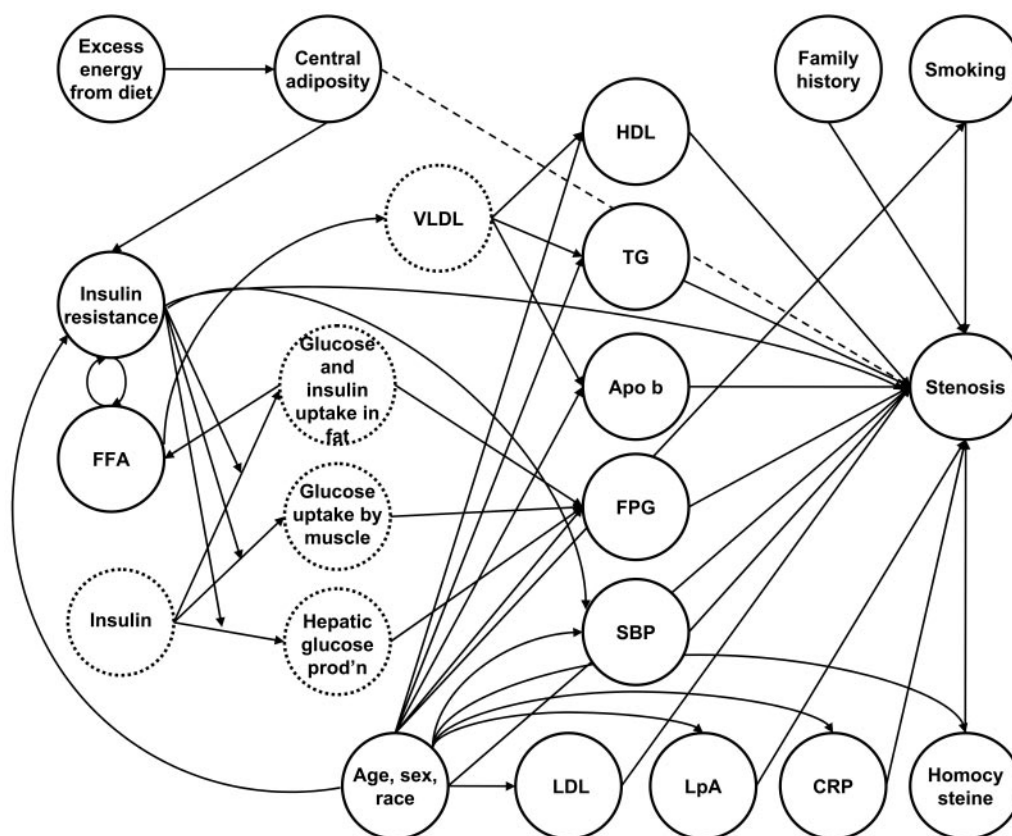 Excess
energy
from diet
Central
adiposity
Family
history
Smoking
HDL
VLDL
TG
Insulin
resistance
Glucose
and
insulin
uptake in
fat
Apo b
Stenosis
FFA
Glucose
uptake by
muscle
FPG
Insulin
Hepatic
glucose
prod'n
SBP
Age, sex,
race
LDL
LpA
CRP
Homocy
steine